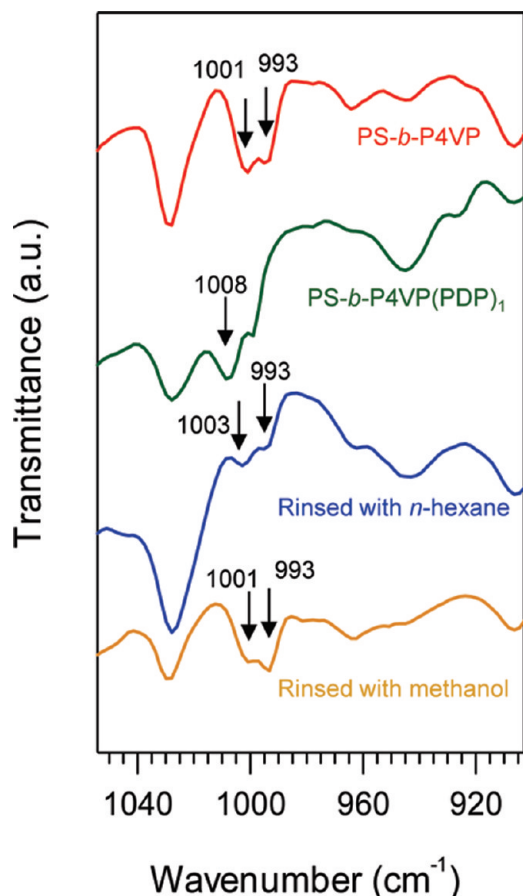 1001
993
PS-b-P4VP
1008
PS-b-P4VP(PDP)₁
993
1003
Rinsed with n-hexane
1001
993
Rinsed with methanol
Transmittance (a.u.)
1040 1000 960 920
Wavenumber (cm⁻¹)